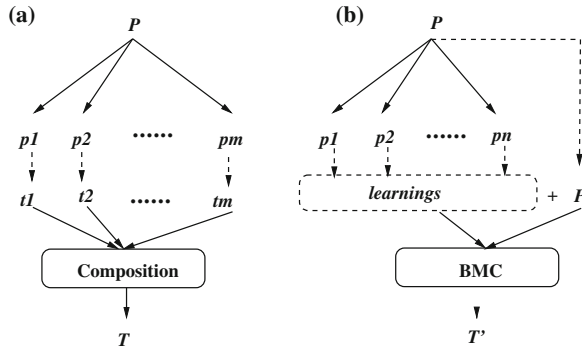 (a)
P
p1 p2 ...... pm
t1 t2 ...... tm
Composition
T
(b)
P
p1 p2 ...... pn
learnings + P
BMC
T'